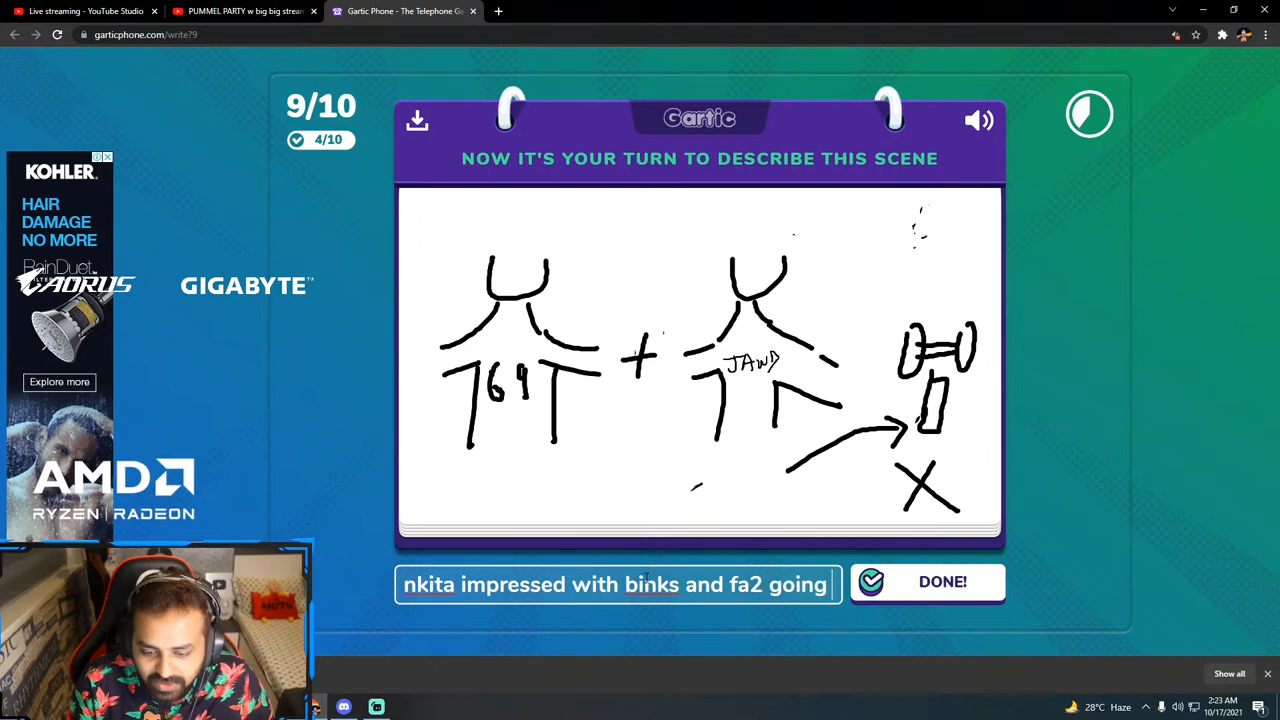 Live streaming - YouTube Studio
PUMMEL PARTY w big big stream
Gartic Phone - The Telephone Ga
garticphone.com/write?9
9/10
4/10
Gartic
NOW IT'S YOUR TURN TO DESCRIBE THIS SCENE
KOHLER.
HAIR
DAMAGE
NO MORE
RainDuet
AORUS
GIGABYTE™
Explore more
69
+
JAWD
X
AMD
RYZEN | RADEON
nkita impressed with binks and fa2 going
DONE!
Show all
28°C Haze
2:23 AM
10/17/2021